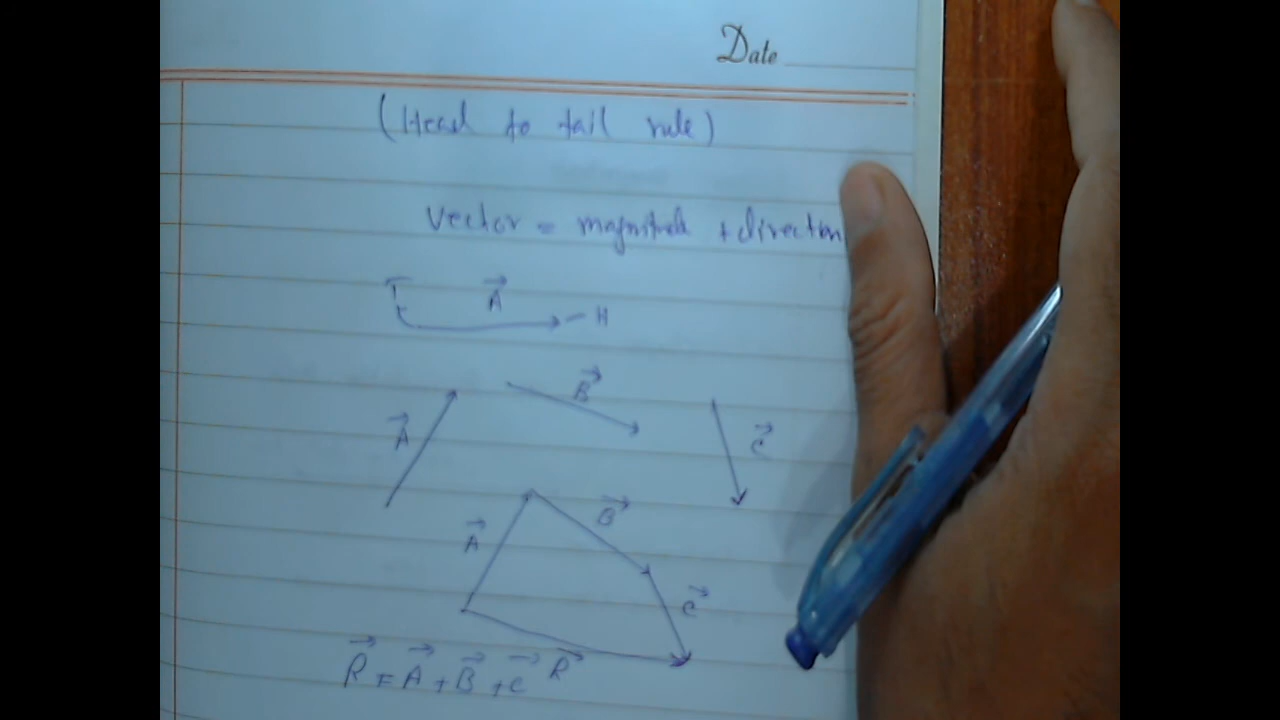 Date
(Head to tail rule)
Vector = magnitude + direction
T A⃗ H
A⃗ B⃗ C⃗
A⃗ B⃗
C⃗
R⃗ = A⃗ + B⃗ + C⃗ R⃗